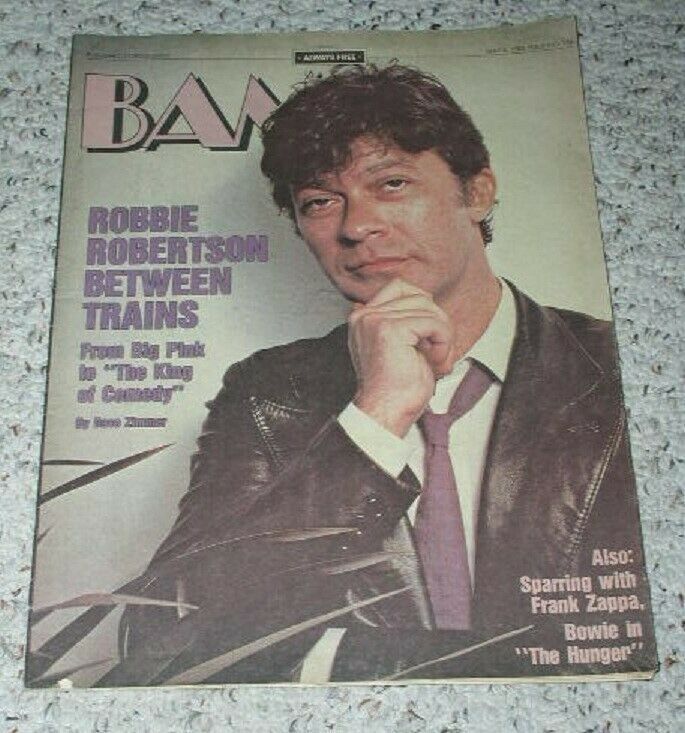 · ALWAYS FREE ·
BAM
ROBBIE
ROBERTSON
BETWEEN
TRAINS
From Big Pink
to "The King
of Comedy"
By Dave Zimmer
Also:
Sparring with
Frank Zappa,
Bowie in
"The Hunger"